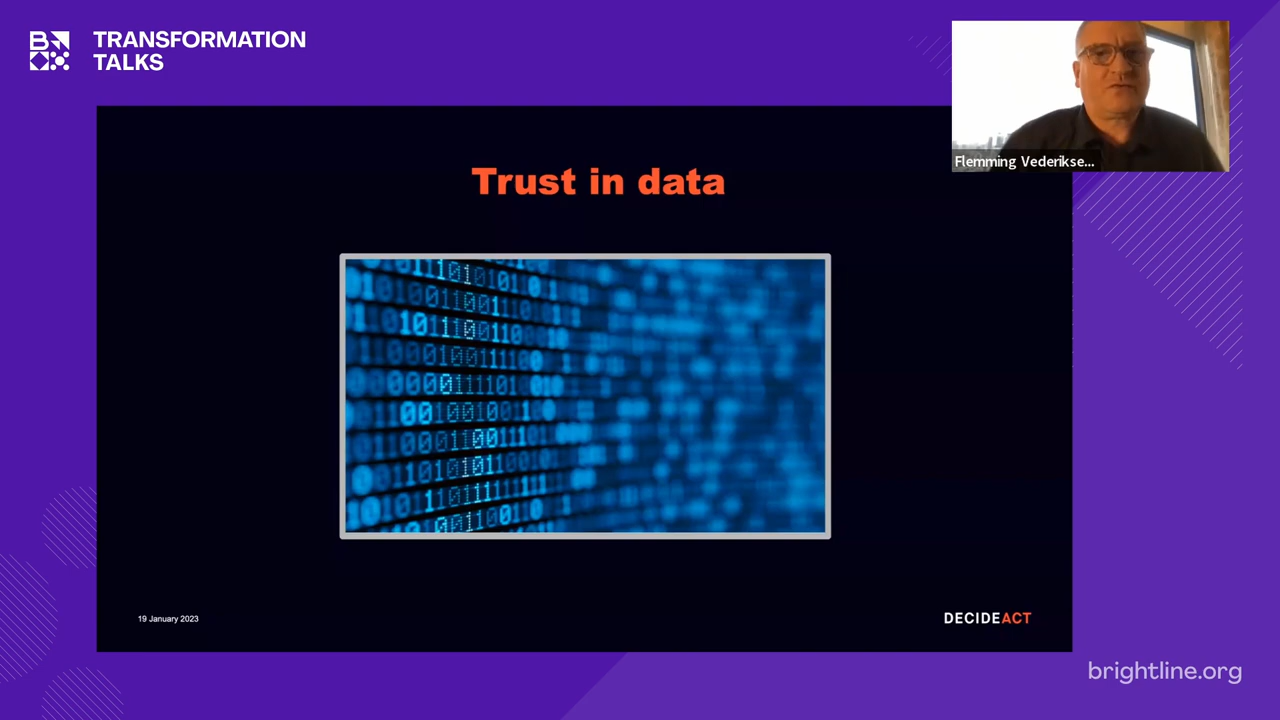 TRANSFORMATION
TALKS
Flemming Vederikse...
Trust in data
19 January 2023
DECIDEACT
brightline.org